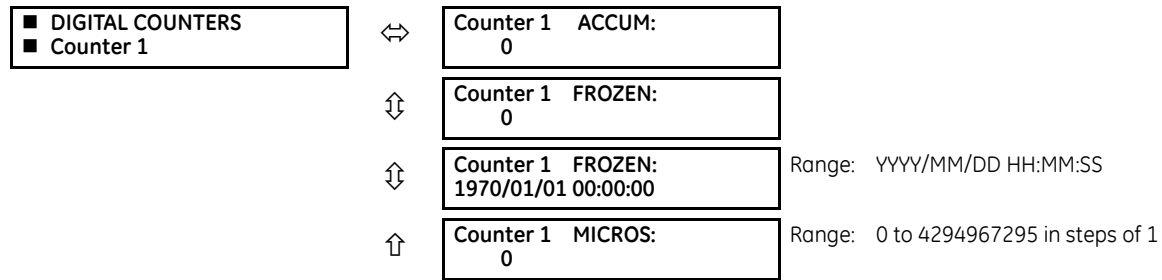 ■ DIGITAL COUNTERS
■ Counter 1
Counter 1 ACCUM:
0
Counter 1 FROZEN:
0
Counter 1 FROZEN:
1970/01/01 00:00:00
Range: YYYY/MM/DD HH:MM:SS
Counter 1 MICROS:
0
Range: 0 to 4294967295 in steps of 1